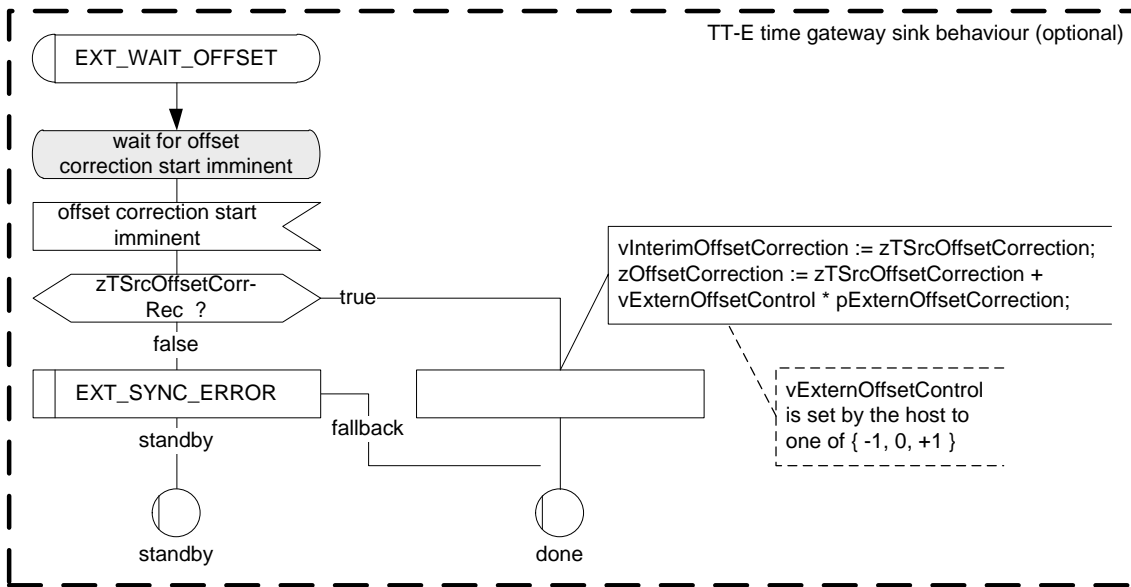 TT-E time gateway sink behaviour (optional)
EXT_WAIT_OFFSET
wait for offset
correction start imminent
offset correction start
imminent
zTSrcOffsetCorr-
Rec ?
true
false
vInterimOffsetCorrection := zTSrcOffsetCorrection;
zOffsetCorrection := zTSrcOffsetCorrection +
vExternOffsetControl * pExternOffsetCorrection;
EXT_SYNC_ERROR
fallback
standby
vExternOffsetControl
is set by the host to
one of { -1, 0, +1 }
standby
done